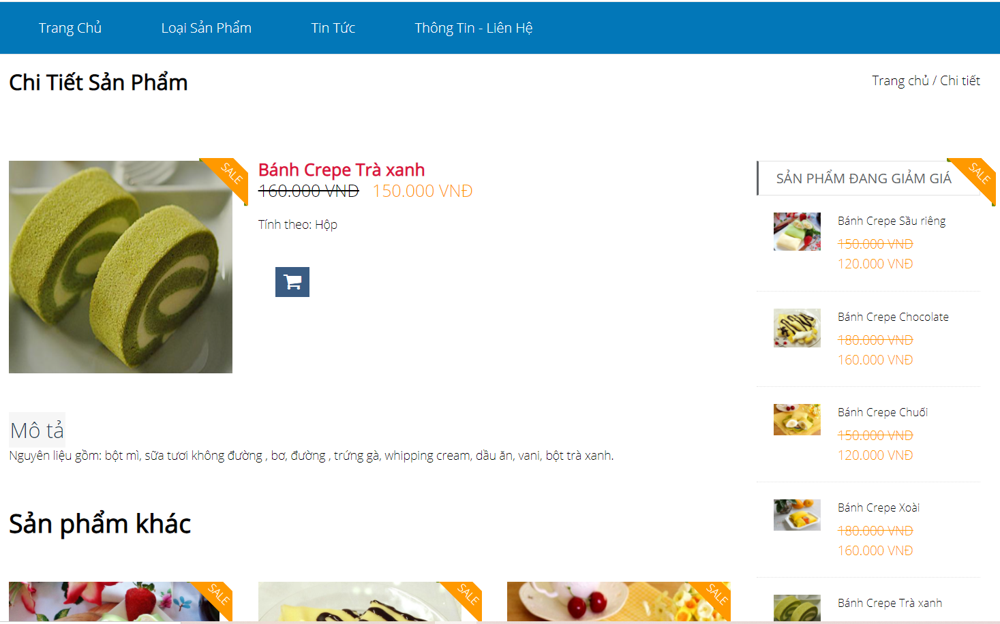 Trang Chủ Loại Sản Phẩm Tin Tức Thông Tin - Liên Hệ
Chi Tiết Sản Phẩm
Trang chủ / Chi tiết
SALE
Bánh Crepe Trà xanh
160.000 VNĐ 150.000 VNĐ
Tính theo: Hộp
Mô tả
Nguyên liệu gồm: bột mì, sữa tươi không đường , bơ, đường , trứng gà, whipping cream, dầu ăn, vani, bột trà xanh.
Sản phẩm khác
SALE
SALE
SALE
SẢN PHẨM ĐANG GIẢM GIÁ
SALE
Bánh Crepe Sầu riêng
150.000 VNĐ
120.000 VNĐ
Bánh Crepe Chocolate
180.000 VNĐ
160.000 VNĐ
Bánh Crepe Chuối
150.000 VNĐ
120.000 VNĐ
Bánh Crepe Xoài
180.000 VNĐ
160.000 VNĐ
Bánh Crepe Trà xanh